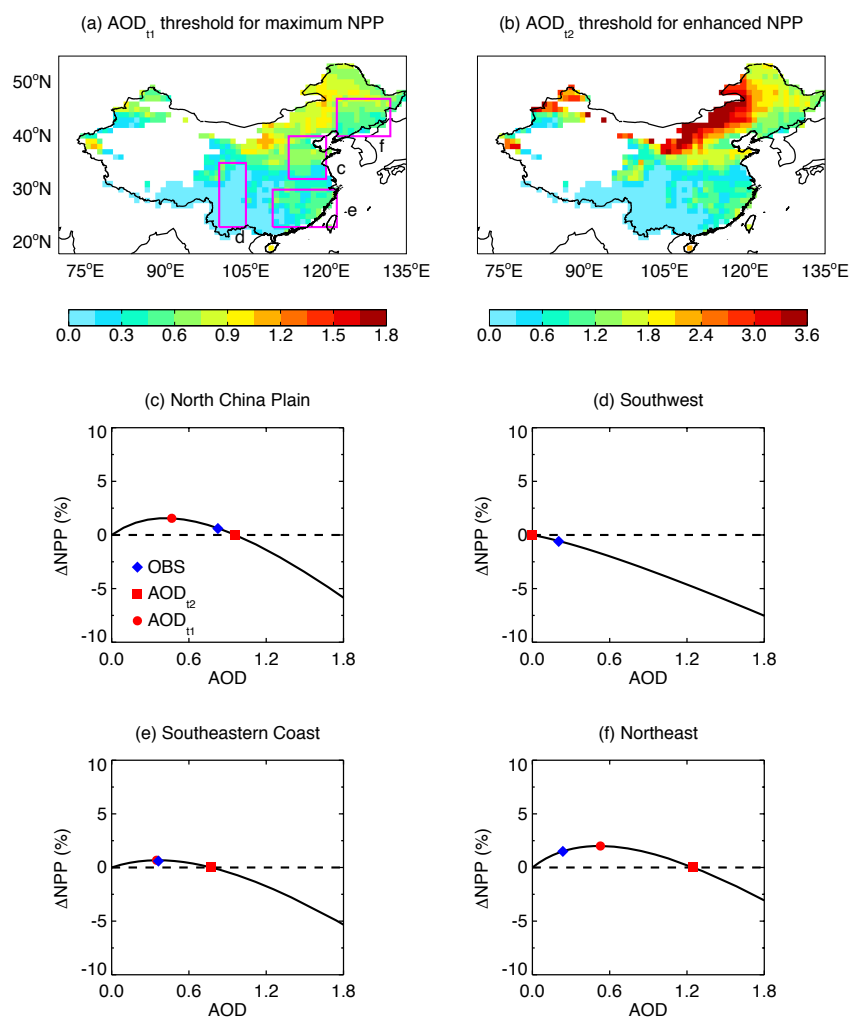 (a) AOD_t1 threshold for maximum NPP
(b) AOD_t2 threshold for enhanced NPP
50°N
40°N
30°N
20°N
f
c
e
d
75°E 90°E 105°E 120°E 135°E
75°E 90°E 105°E 120°E 135°E
0.0 0.3 0.6 0.9 1.2 1.5 1.8
0.0 0.6 1.2 1.8 2.4 3.0 3.6
(c) North China Plain
10
5
0
-5
-10
ΔNPP (%)
OBS
AOD_t2
AOD_t1
0.0 0.6 1.2 1.8
AOD
(d) Southwest
10
5
0
-5
-10
ΔNPP (%)
0.0 0.6 1.2 1.8
AOD
(e) Southeastern Coast
10
5
0
-5
-10
ΔNPP (%)
0.0 0.6 1.2 1.8
AOD
(f) Northeast
10
5
0
-5
-10
ΔNPP (%)
0.0 0.6 1.2 1.8
AOD